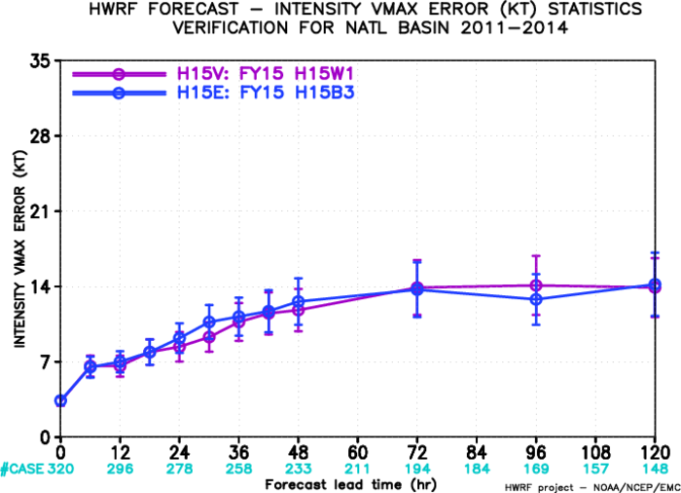 HWRF FORECAST − INTENSITY VMAX ERROR (KT) STATISTICS
VERIFICATION FOR NATL BASIN 2011−2014
H15V: FY15 H15W1
H15E: FY15 H15B3
INTENSITY VMAX ERROR (KT)
35
28
21
14
7
0
0 12 24 36 48 60 72 84 96 108 120
#CASE 320 296 278 258 233 211 194 184 169 157 148
Forecast lead time (hr)
HWRF project − NOAA/NCEP/EMC